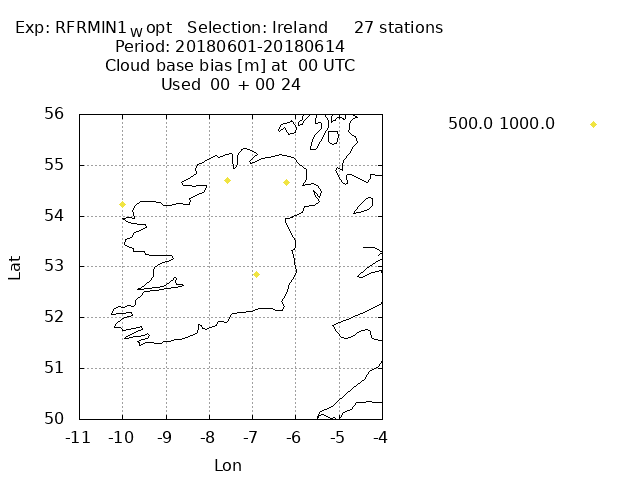 Exp: RFRMIN1_W opt   Selection: Ireland     27 stations
Period: 20180601-20180614
Cloud base bias [m] at  00 UTC
Used  00 + 00 24
500.0 1000.0
56
55
54
53
52
51
50
Lat
-11 -10 -9 -8 -7 -6 -5 -4
Lon